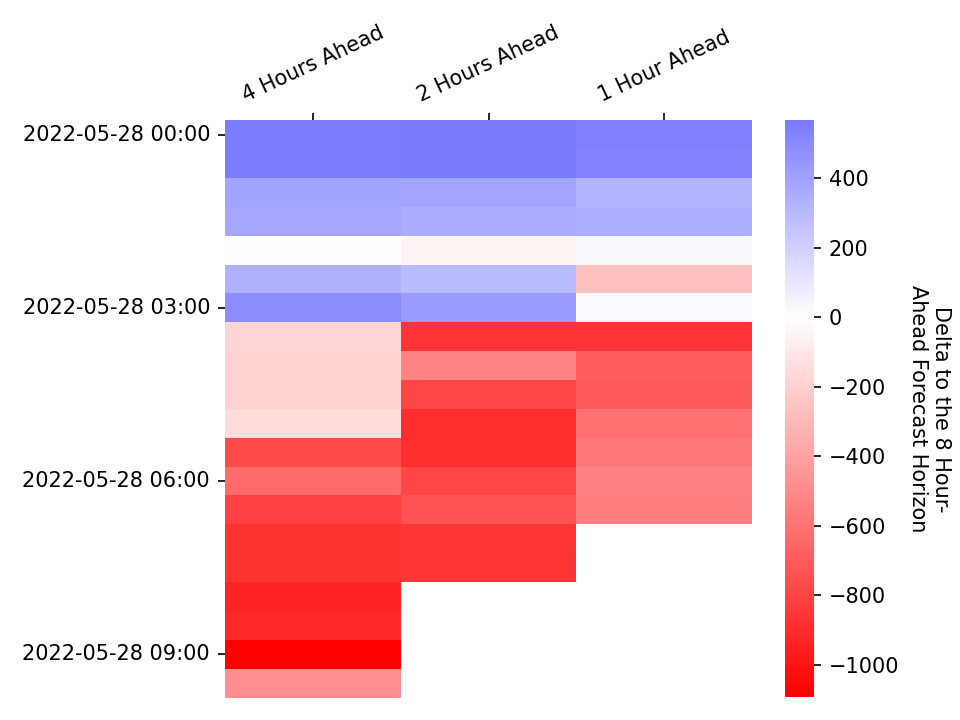 4 Hours Ahead
2 Hours Ahead
1 Hour Ahead
2022-05-28 00:00
2022-05-28 03:00
2022-05-28 06:00
2022-05-28 09:00
400
200
0
−200
−400
−600
−800
−1000
Delta to the 8 Hour-
Ahead Forecast Horizon